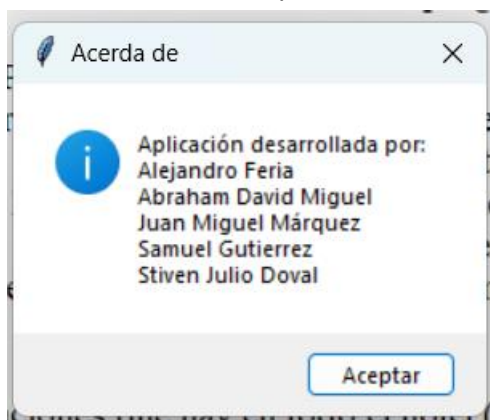 Acerda de
Aplicación desarrollada por:
Alejandro Feria
Abraham David Miguel
Juan Miguel Márquez
Samuel Gutierrez
Stiven Julio Doval
Aceptar